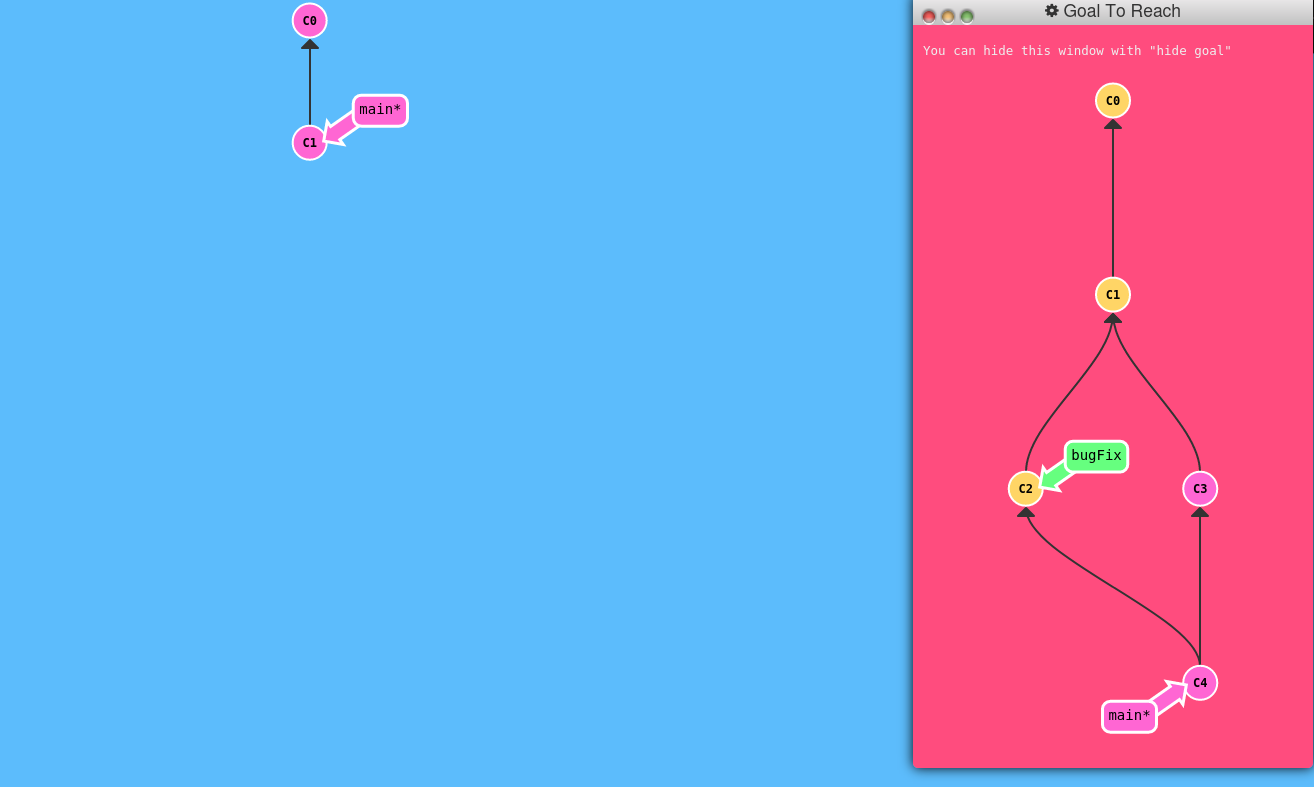 C0
main*
C1
Goal To Reach
You can hide this window with "hide goal"
C0
C1
bugFix
C2
C3
C4
main*